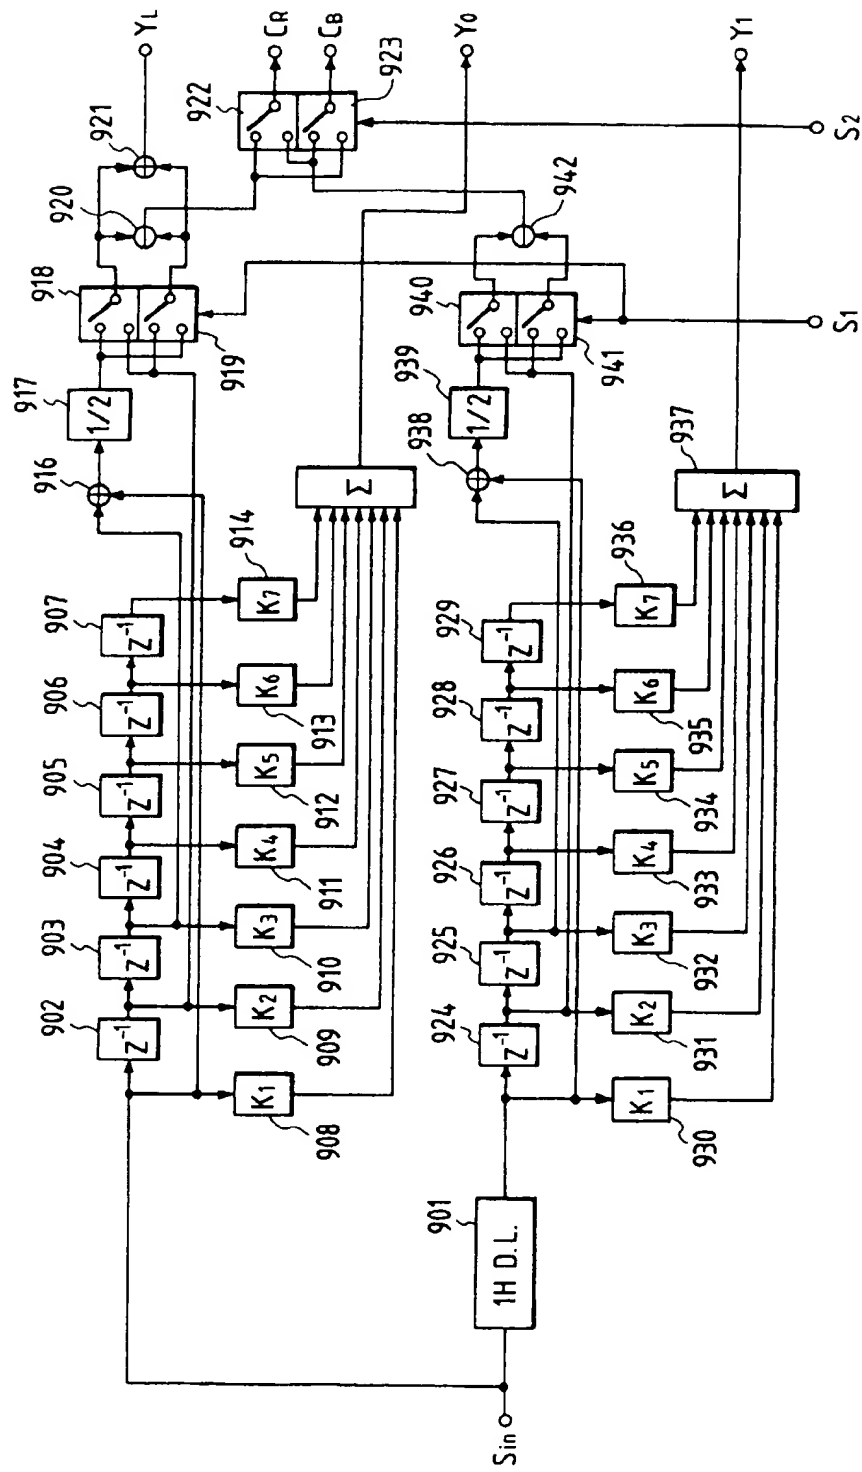 Sin
901
1H D.L.
902
Z⁻¹
903
Z⁻¹
904
Z⁻¹
905
Z⁻¹
906
Z⁻¹
907
Z⁻¹
K1
908
K2
909
K3
910
K4
911
K5
912
K6
913
K7
914
Σ
916
917
1/2
918
919
920
921
YL
922
923
CR
CB
Y0
924
Z⁻¹
925
Z⁻¹
926
Z⁻¹
927
Z⁻¹
928
Z⁻¹
929
Z⁻¹
K1
930
K2
931
K3
932
K4
933
K5
934
K6
935
K7
936
Σ
937
938
939
1/2
940
941
942
Y1
S1
S2